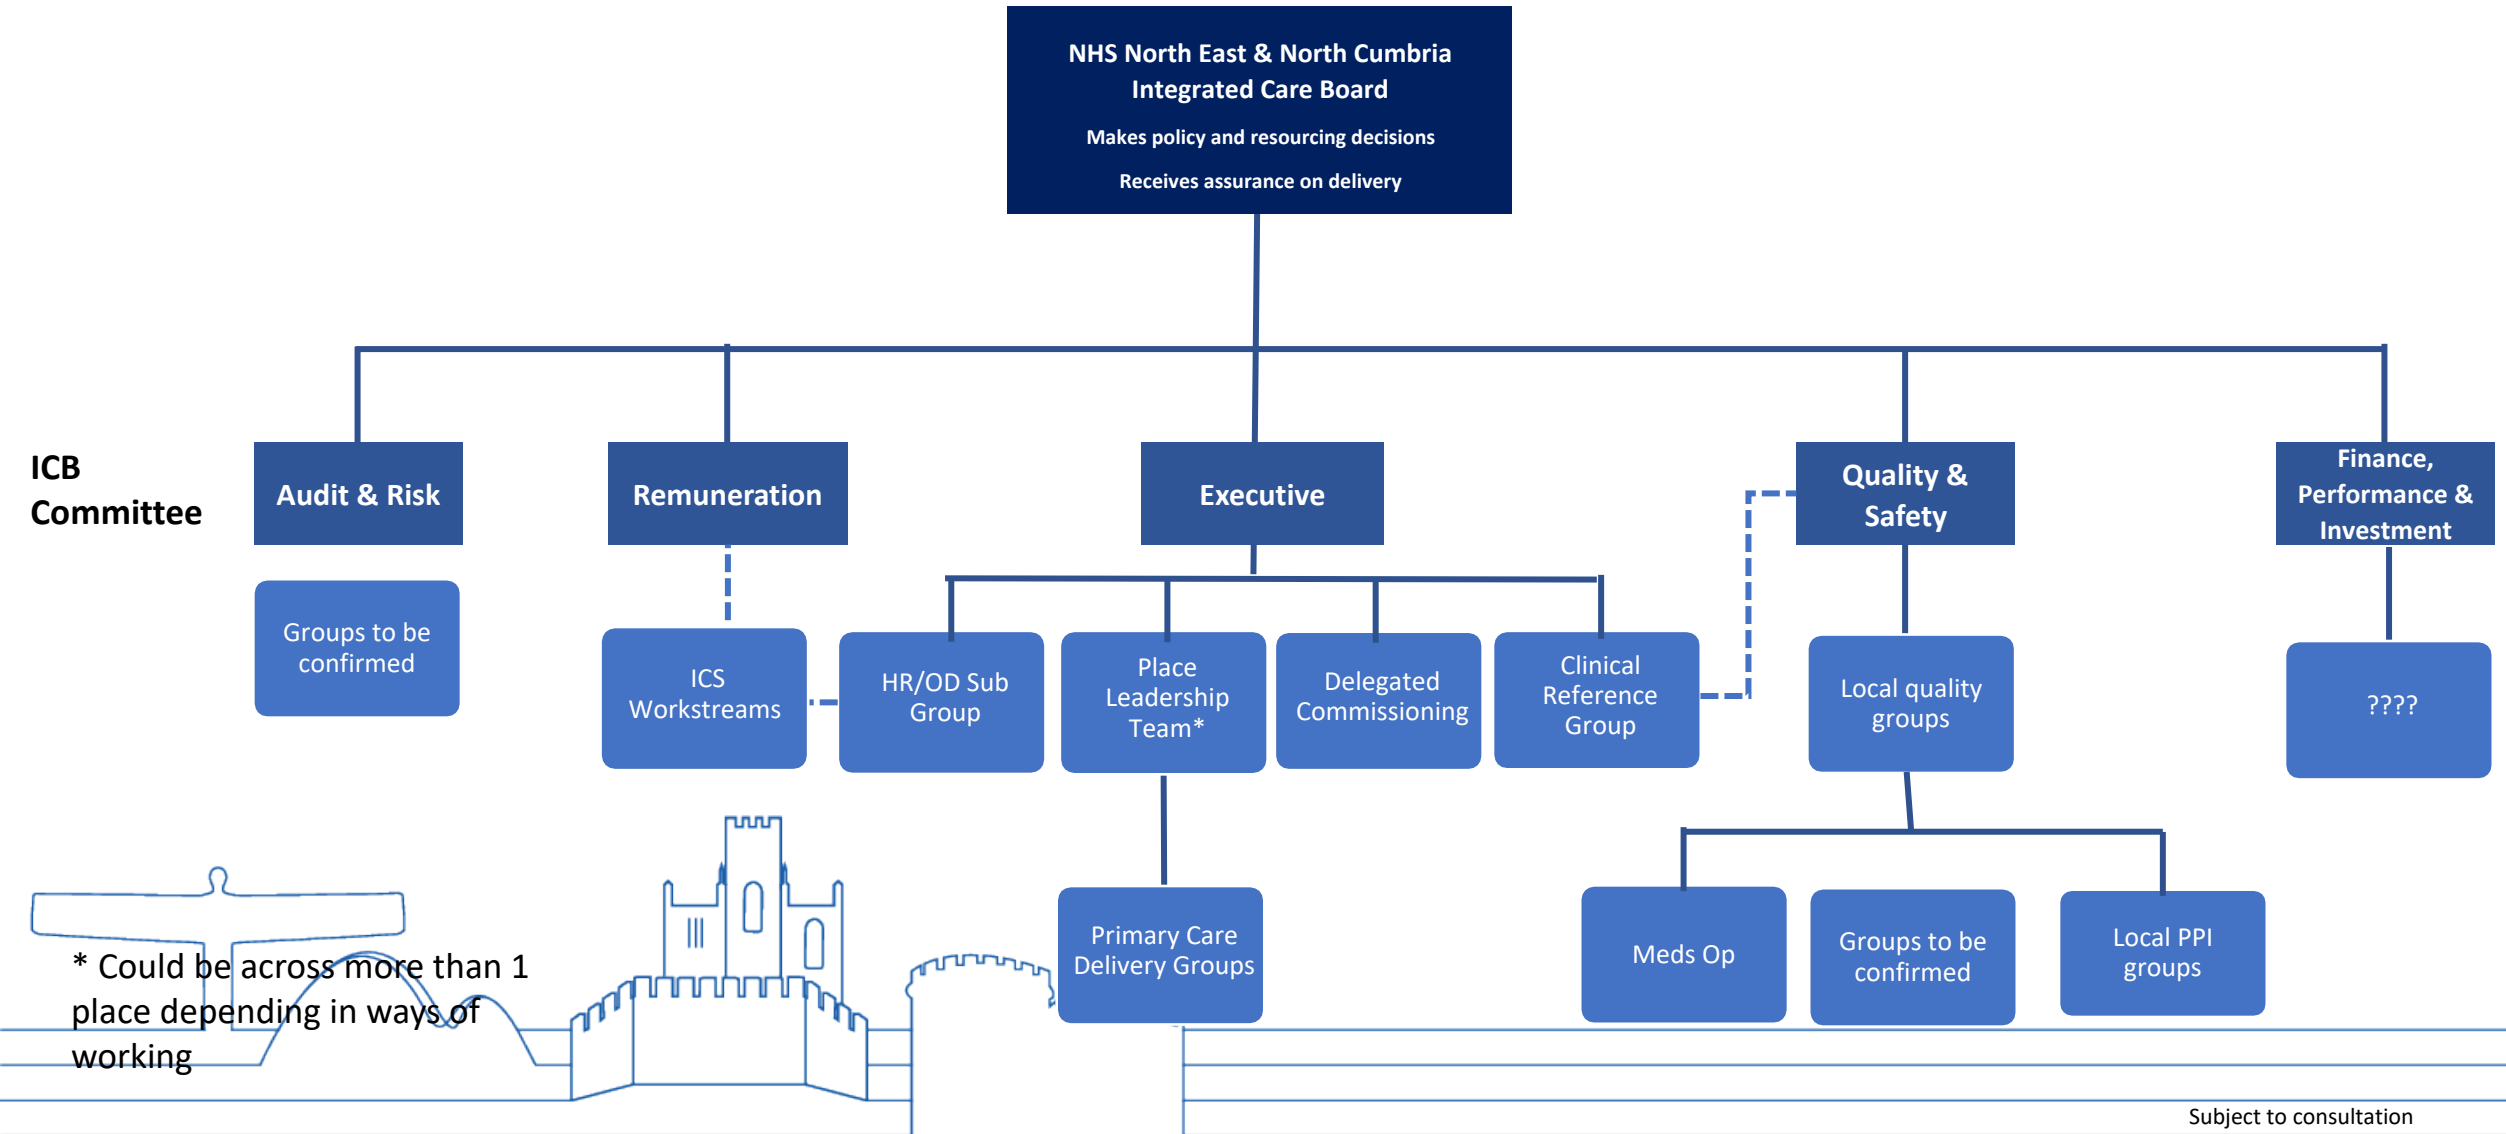 NHS North East & North Cumbria
Integrated Care Board
Makes policy and resourcing decisions
Receives assurance on delivery
ICB
Committee
Audit & Risk
Remuneration
Executive
Quality &
Safety
Finance,
Performance &
Investment
Groups to be
confirmed
ICS
Workstreams
HR/OD Sub
Group
Place
Leadership
Team*
Delegated
Commissioning
Clinical
Reference
Group
Local quality
groups
????
Primary Care
Delivery Groups
Meds Op
Groups to be
confirmed
Local PPI
groups
* Could be across more than 1
place depending in ways of
working
Subject to consultation